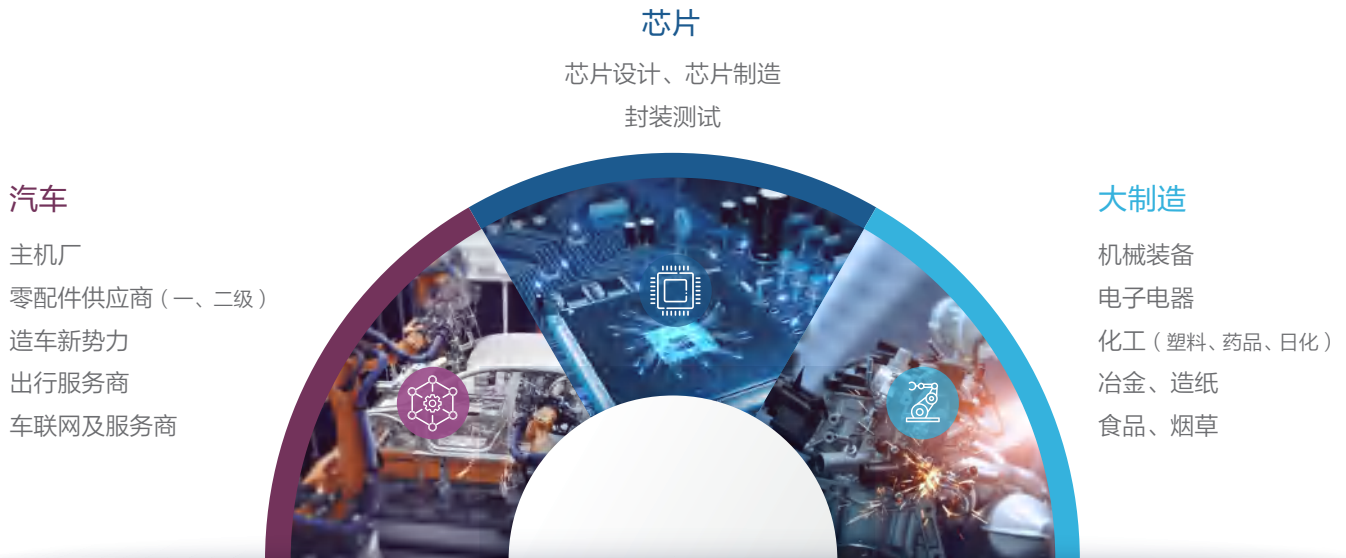 芯片
芯片设计、芯片制造
封装测试
汽车
主机厂
零配件供应商（一、二级）
造车新势力
出行服务商
车联网及服务商
大制造
机械装备
电子电器
化工（塑料、药品、日化）
冶金、造纸
食品、烟草